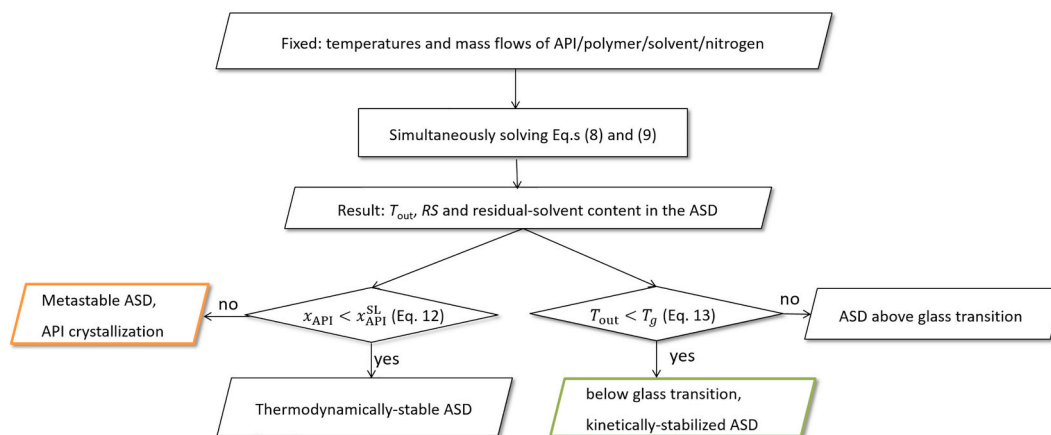 Fixed: temperatures and mass flows of API/polymer/solvent/nitrogen
Simultaneously solving Eq.s (8) and (9)
Result: T_out, RS and residual-solvent content in the ASD
no
Metastable ASD,
API crystallization
x_API < x_API^SL (Eq. 12)
T_out < T_g (Eq. 13)
no
ASD above glass transition
yes
yes
Thermodynamically-stable ASD
below glass transition,
kinetically-stabilized ASD